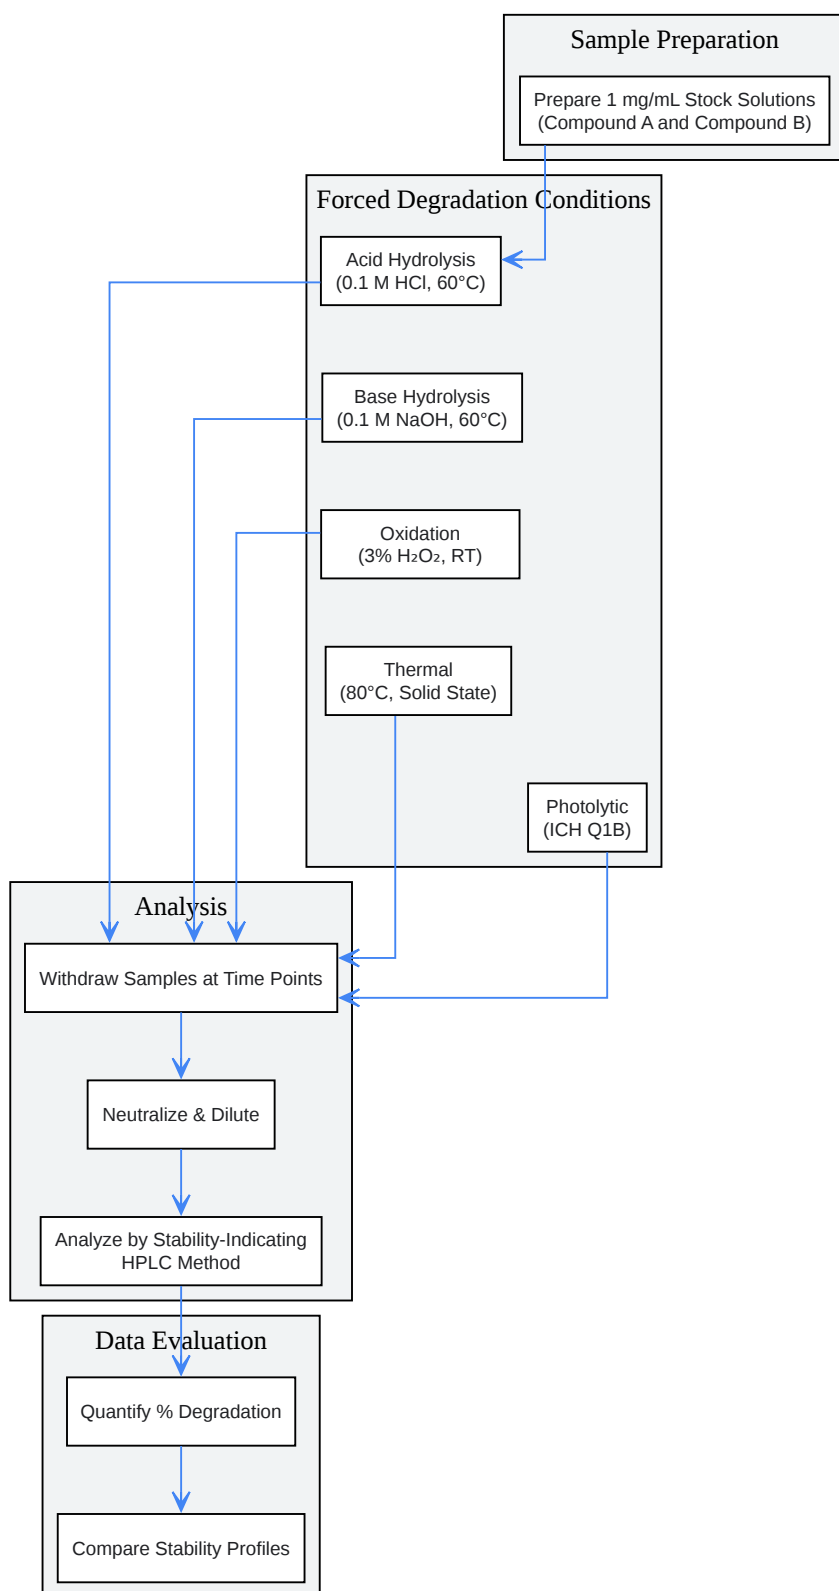 Sample Preparation
Prepare 1 mg/mL Stock Solutions
(Compound A and Compound B)
Forced Degradation Conditions
Acid Hydrolysis
(0.1 M HCl, 60°C)
Base Hydrolysis
(0.1 M NaOH, 60°C)
Oxidation
(3% H₂O₂, RT)
Thermal
(80°C, Solid State)
Photolytic
(ICH Q1B)
Analysis
Withdraw Samples at Time Points
Neutralize & Dilute
Analyze by Stability-Indicating
HPLC Method
Data Evaluation
Quantify % Degradation
Compare Stability Profiles